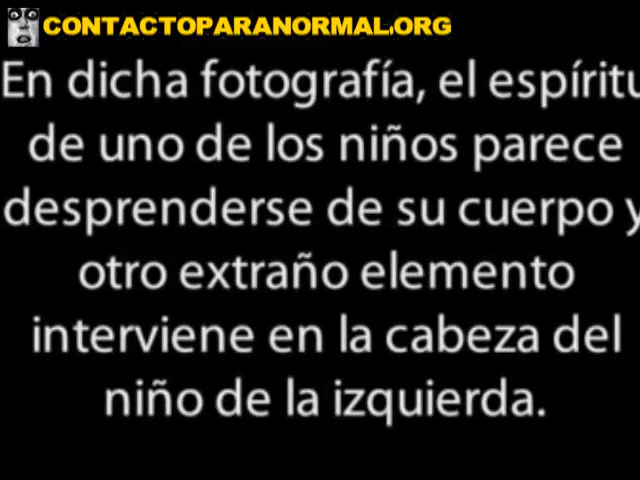 CONTACTOPARANORMAL.ORG
En dicha fotografía, el espíritu
de uno de los niños parece
desprenderse de su cuerpo y
otro extraño elemento
interviene en la cabeza del
niño de la izquierda.